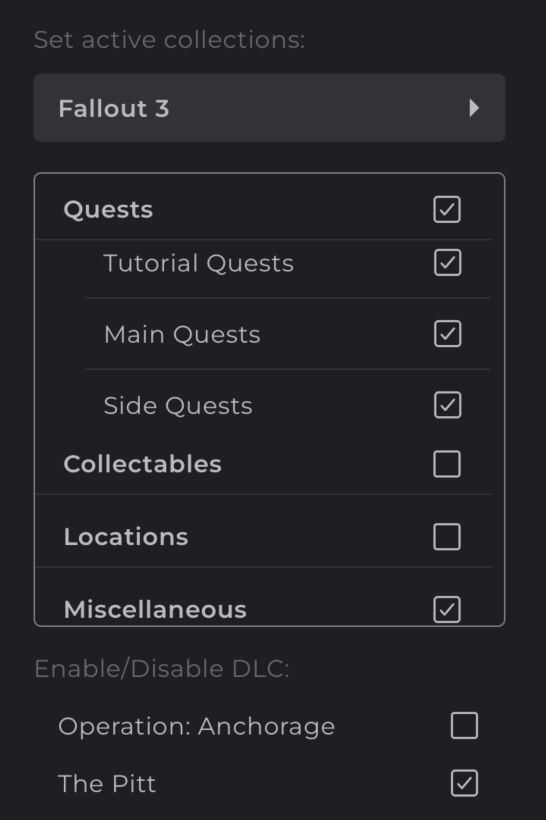 Set active collections:
Fallout 3
Quests
Tutorial Quests
Main Quests
Side Quests
Collectables
Locations
Miscellaneous
Enable/Disable DLC:
Operation: Anchorage
The Pitt